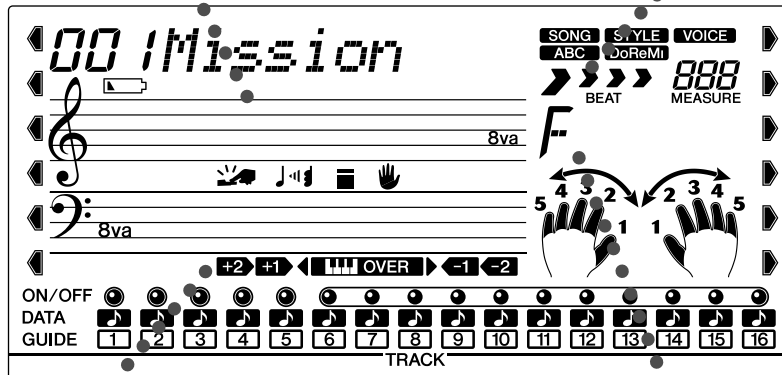 001Mission
SONG STYLE VOICE
ABC DoReMi
888
BEAT MEASURE
8va
F
5 4 3 2 1 1 2 3 4 5
8va
+2 +1 OVER -1 -2
ON/OFF
DATA
GUIDE 1 2 3 4 5 6 7 8 9 10 11 12 13 14 15 16
TRACK